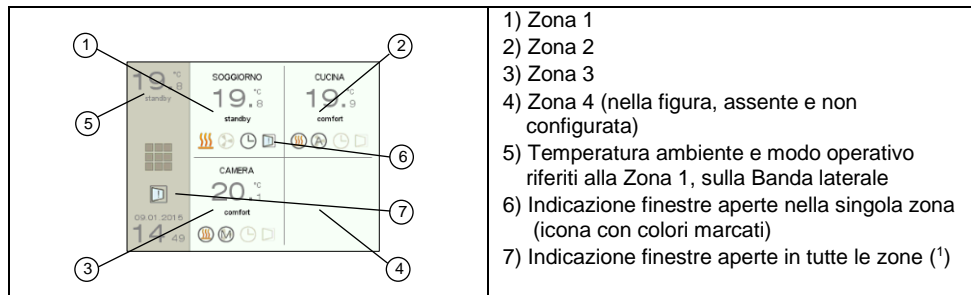 1
2
19.8 °C
standby
SOGGIORNO
19.8 °C
standby
CUCINA
19.9 °C
comfort
5
A
6
CAMERA
20.1 °C
comfort
M
7
09.01.2016
14 49
3
4
1) Zona 1
2) Zona 2
3) Zona 3
4) Zona 4 (nella figura, assente e non
configurata)
5) Temperatura ambiente e modo operativo
riferiti alla Zona 1, sulla Banda laterale
6) Indicazione finestre aperte nella singola zona
(icona con colori marcati)
7) Indicazione finestre aperte in tutte le zone (¹)